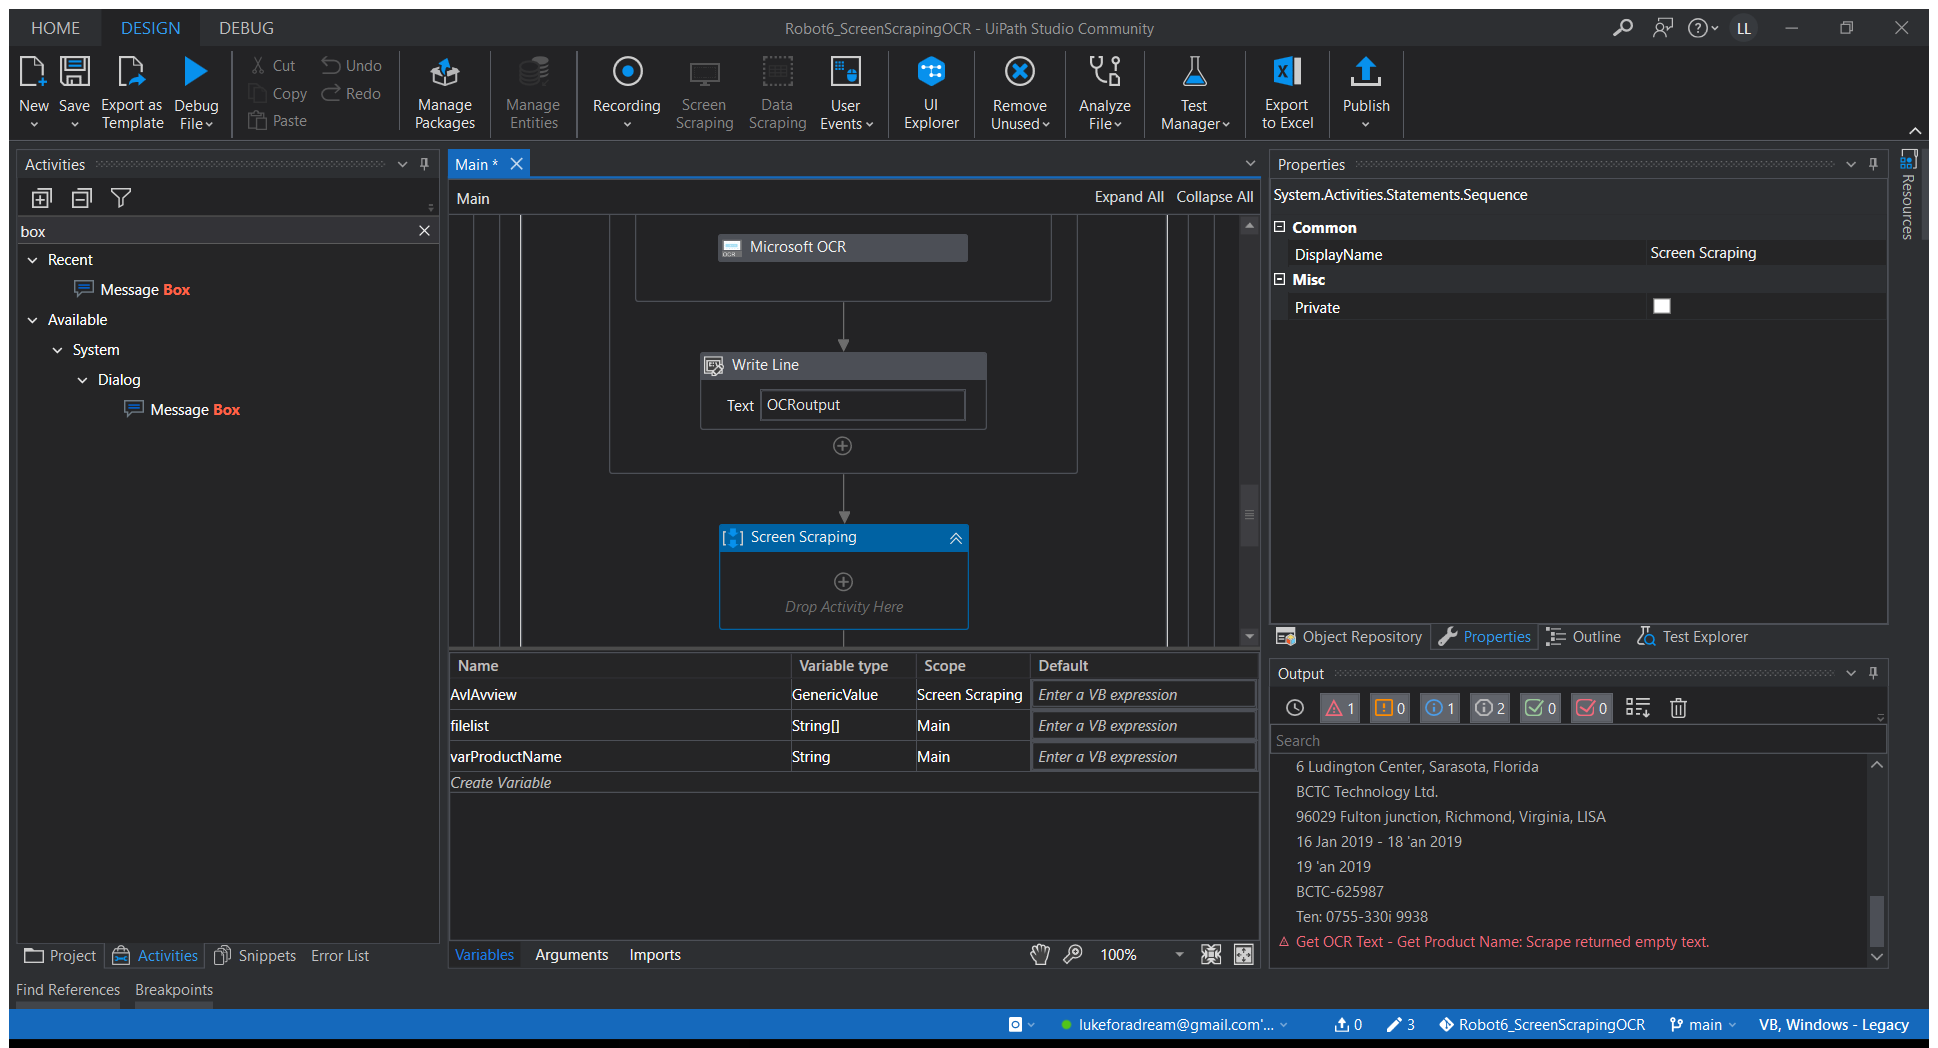 HOME DESIGN DEBUG Robot6_ScreenScrapingOCR - UiPath Studio Community LL
New Save Export as Template Debug File Cut Copy Paste Undo Redo Manage Packages Manage Entities Recording Screen Scraping Data Scraping User Events UI Explorer Remove Unused Analyze File Test Manager Export to Excel Publish
Activities
box
Recent
Message Box
Available
System
Dialog
Message Box
Project Activities Snippets Error List
Find References Breakpoints
Main *
Main Expand All Collapse All
Microsoft OCR
Write Line
Text OCRoutput
Screen Scraping
Drop Activity Here
Name Variable type Scope Default
AvlAvview GenericValue Screen Scraping Enter a VB expression
filelist String[] Main Enter a VB expression
varProductName String Main Enter a VB expression
Create Variable
Variables Arguments Imports 100%
Properties
System.Activities.Statements.Sequence
Common
DisplayName Screen Scraping
Misc
Private
Resources
Object Repository Properties Outline Test Explorer
Output
1 0 1 2 0 0
Search
6 Ludington Center, Sarasota, Florida
BCTC Technology Ltd.
96029 Fulton junction, Richmond, Virginia, LISA
16 Jan 2019 - 18 'an 2019
19 'an 2019
BCTC-625987
Ten: 0755-330i 9938
Get OCR Text - Get Product Name: Scrape returned empty text.
lukeforadream@gmail.com'... 0 3 Robot6_ScreenScrapingOCR main VB, Windows - Legacy